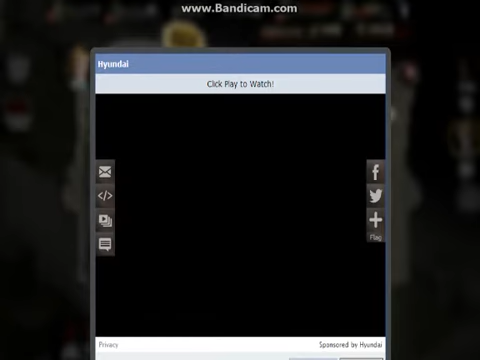 www.Bandicam.com
Hyundai
Click Play to Watch!
Flag
Privacy
Sponsored by Hyundai